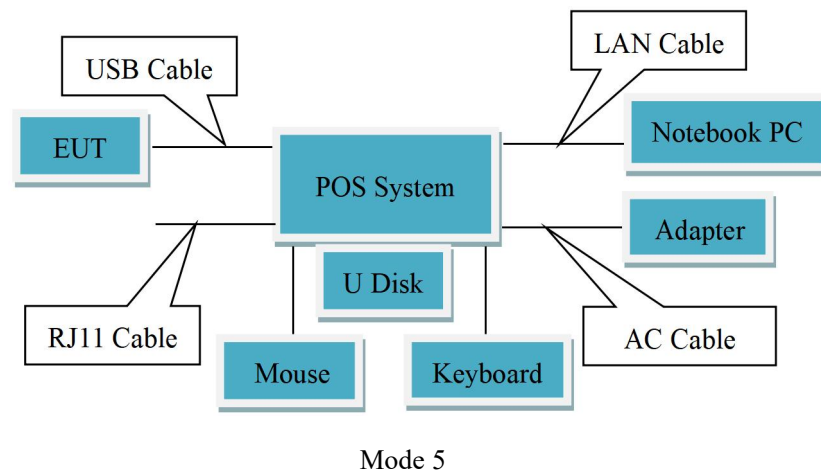 LAN Cable
USB Cable
EUT
Notebook PC
POS System
Adapter
U Disk
RJ11 Cable
AC Cable
Mouse
Keyboard
Mode 5